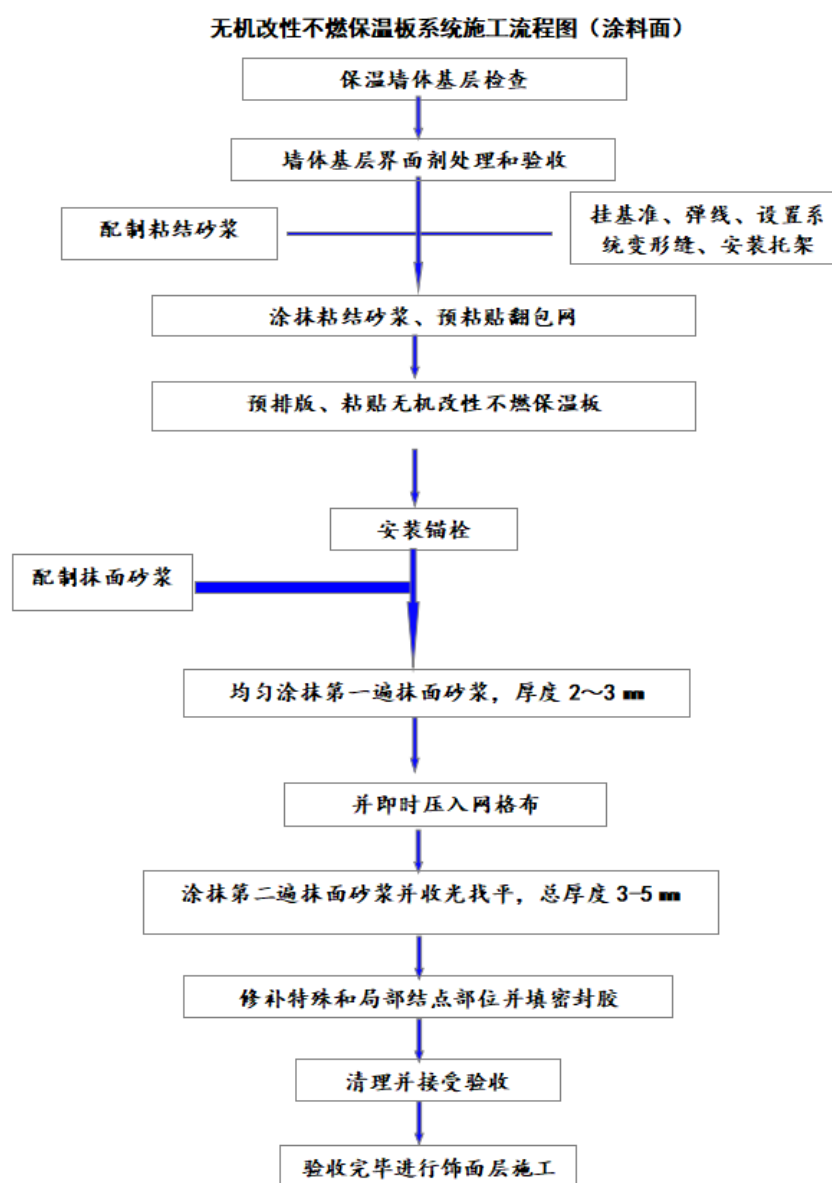 无机改性不燃保温板系统施工流程图（涂料面）
保温墙体基层检查
墙体基层界面剂处理和验收
配制粘结砂浆
挂基准、弹线、设置系
统变形缝、安装托架
涂抹粘结砂浆、预粘贴翻包网
预排版、粘贴无机改性不燃保温板
安装锚栓
配制抹面砂浆
均匀涂抹第一遍抹面砂浆，厚度 2～3 mm
并即时压入网格布
涂抹第二遍抹面砂浆并收光找平，总厚度 3-5 mm
修补特殊和局部结点部位并填密封胶
清理并接受验收
验收完毕进行饰面层施工